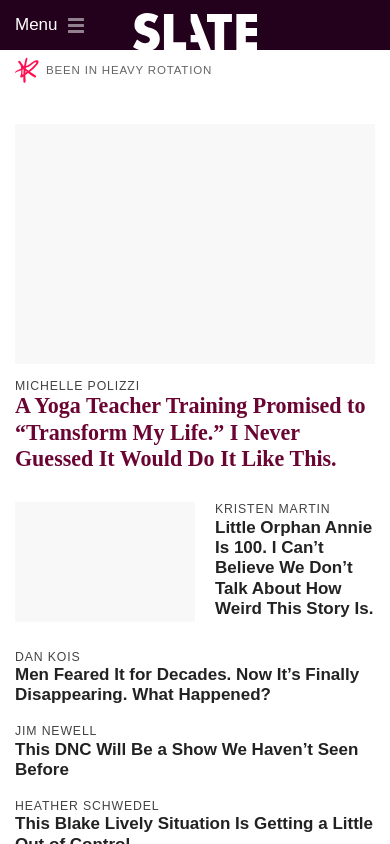 Menu
SLATE
BEEN IN HEAVY ROTATION
MICHELLE POLIZZI
A Yoga Teacher Training Promised to
“Transform My Life.” I Never
Guessed It Would Do It Like This.
KRISTEN MARTIN
Little Orphan Annie
Is 100. I Can’t
Believe We Don’t
Talk About How
Weird This Story Is.
DAN KOIS
Men Feared It for Decades. Now It’s Finally
Disappearing. What Happened?
JIM NEWELL
This DNC Will Be a Show We Haven’t Seen
Before
HEATHER SCHWEDEL
This Blake Lively Situation Is Getting a Little
Out of Control